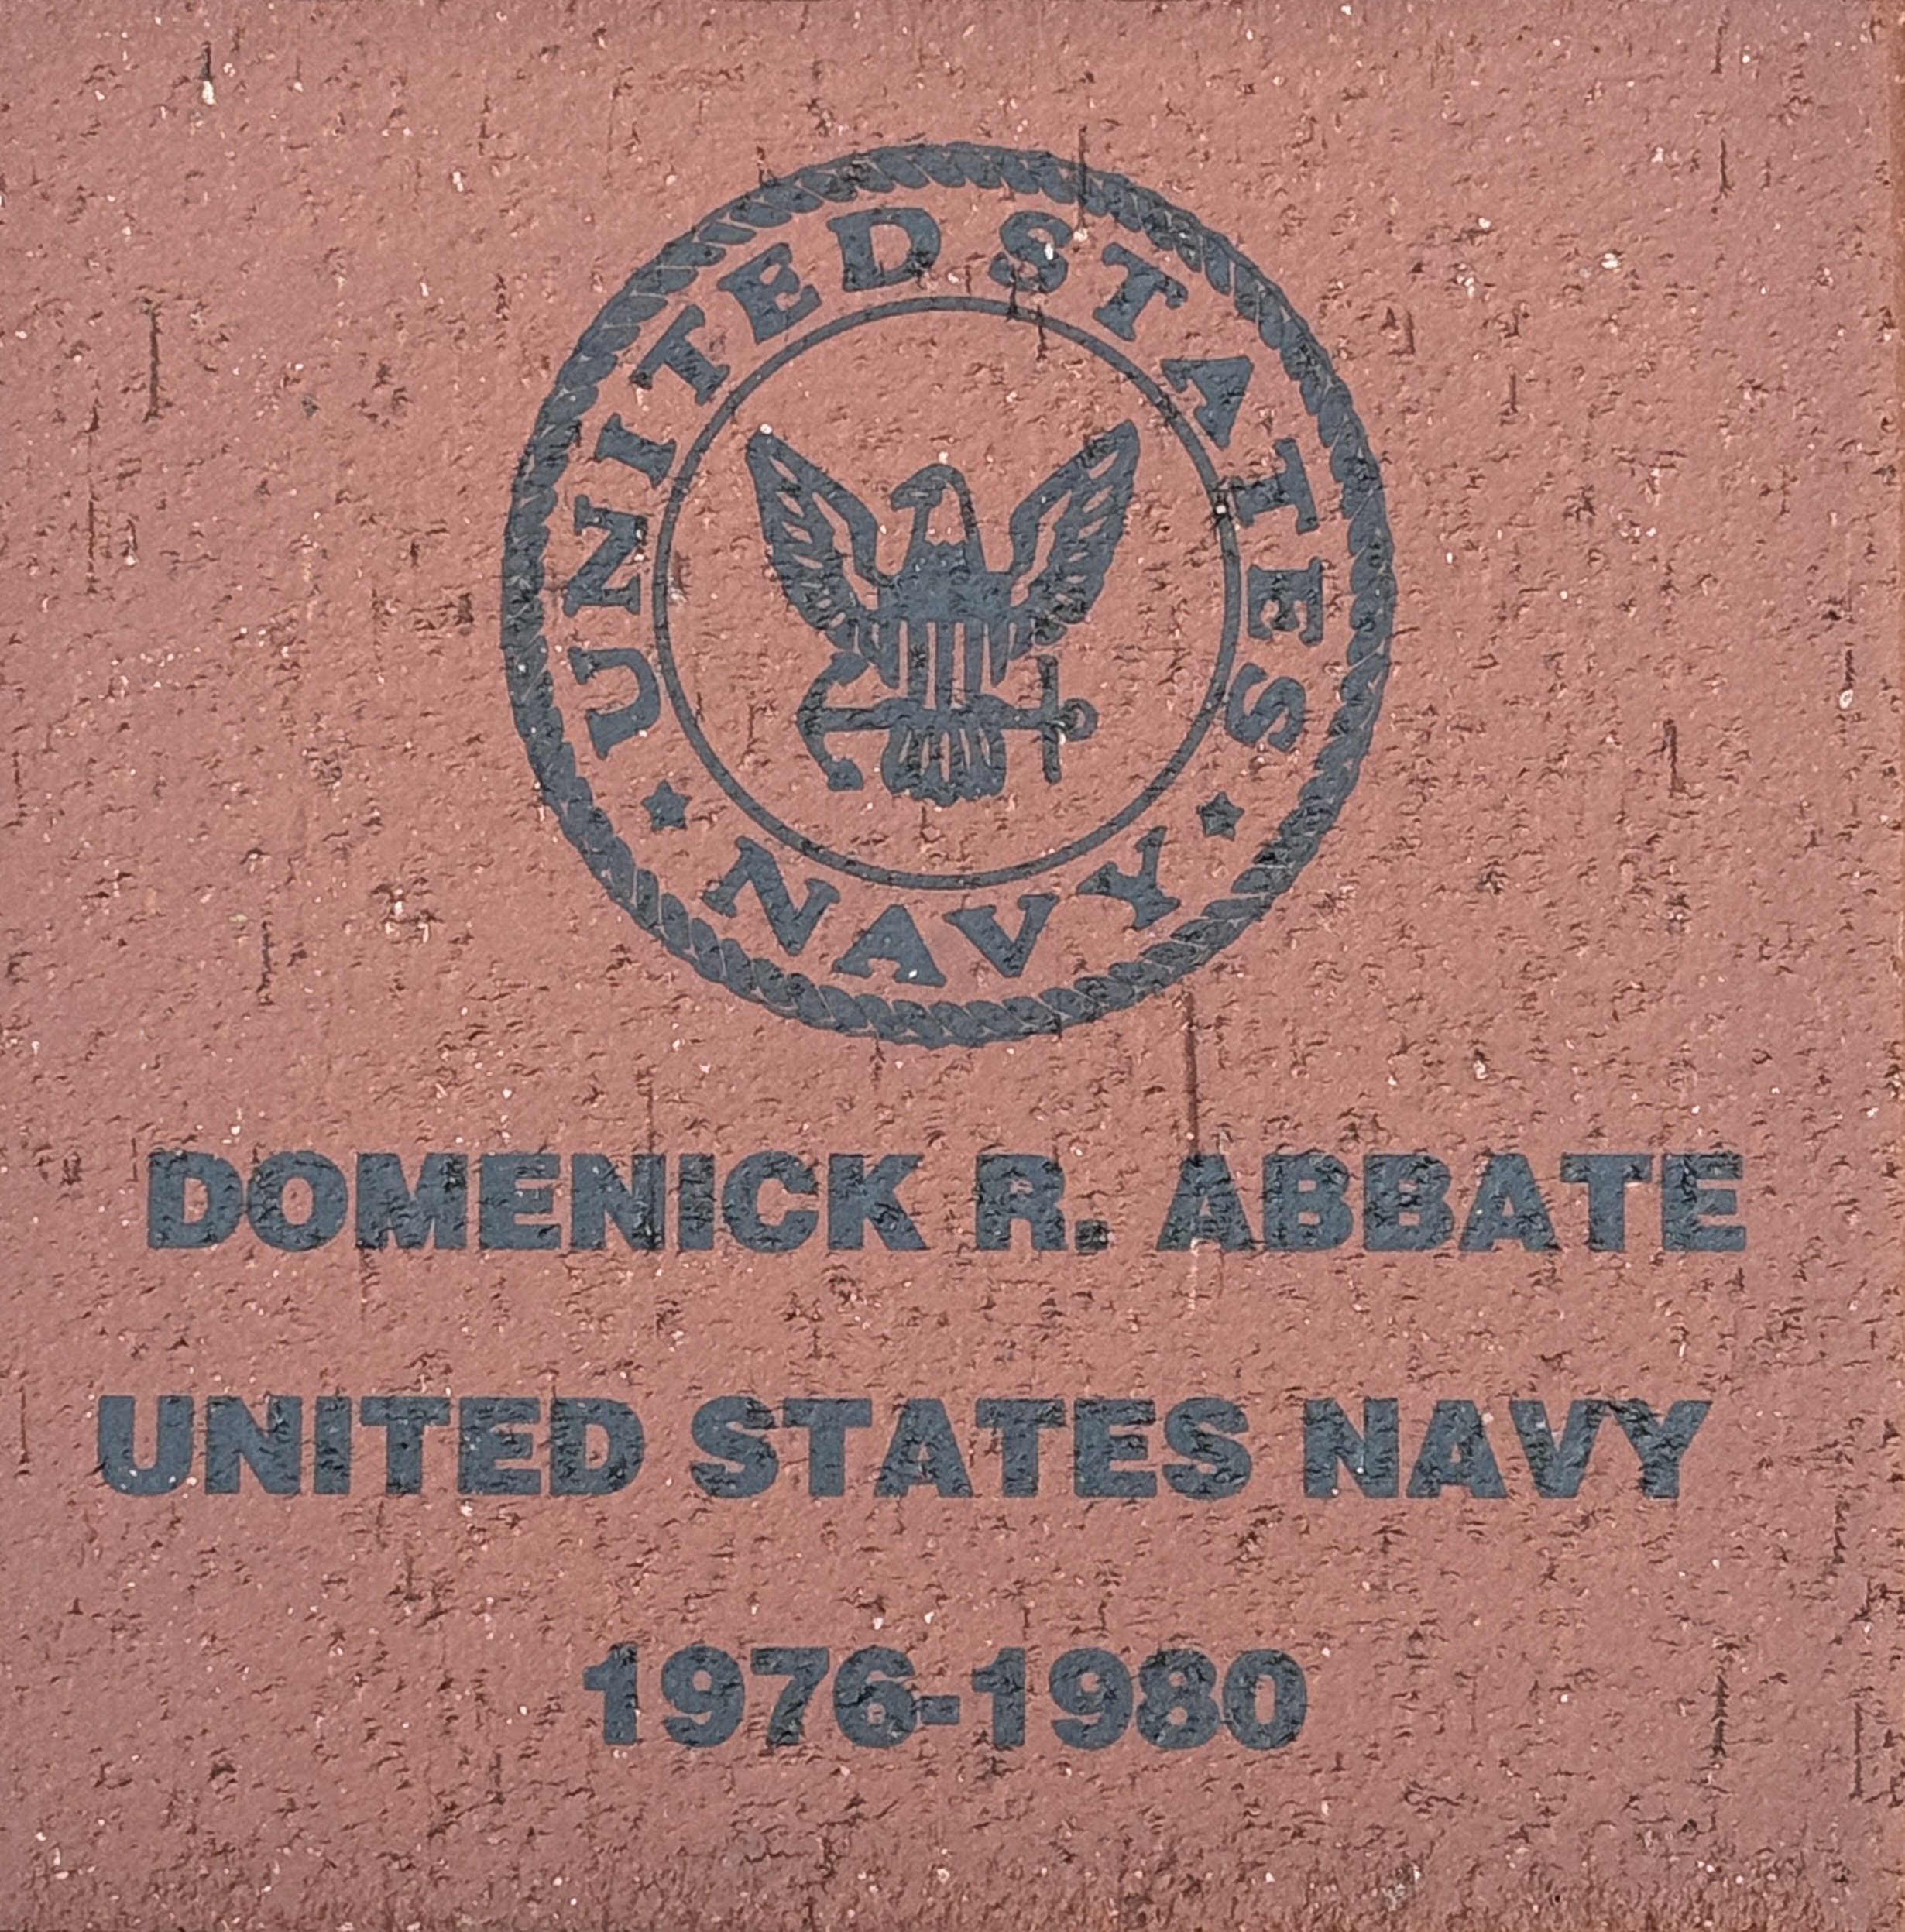 UNITED STATES
NAVY
DOMENICK R. ABBATE
UNITED STATES NAVY
1976-1980